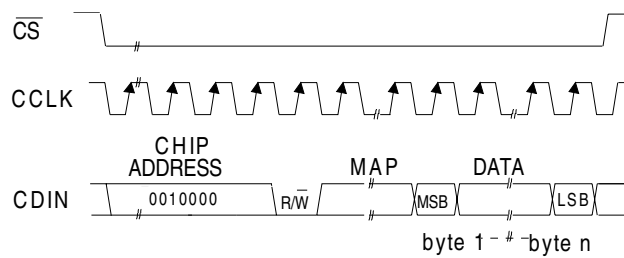 CS
CCLK
CHIP
ADDRESS
MAP
DATA
CDIN
0010000
R/W
MSB
LSB
byte 1
byte n